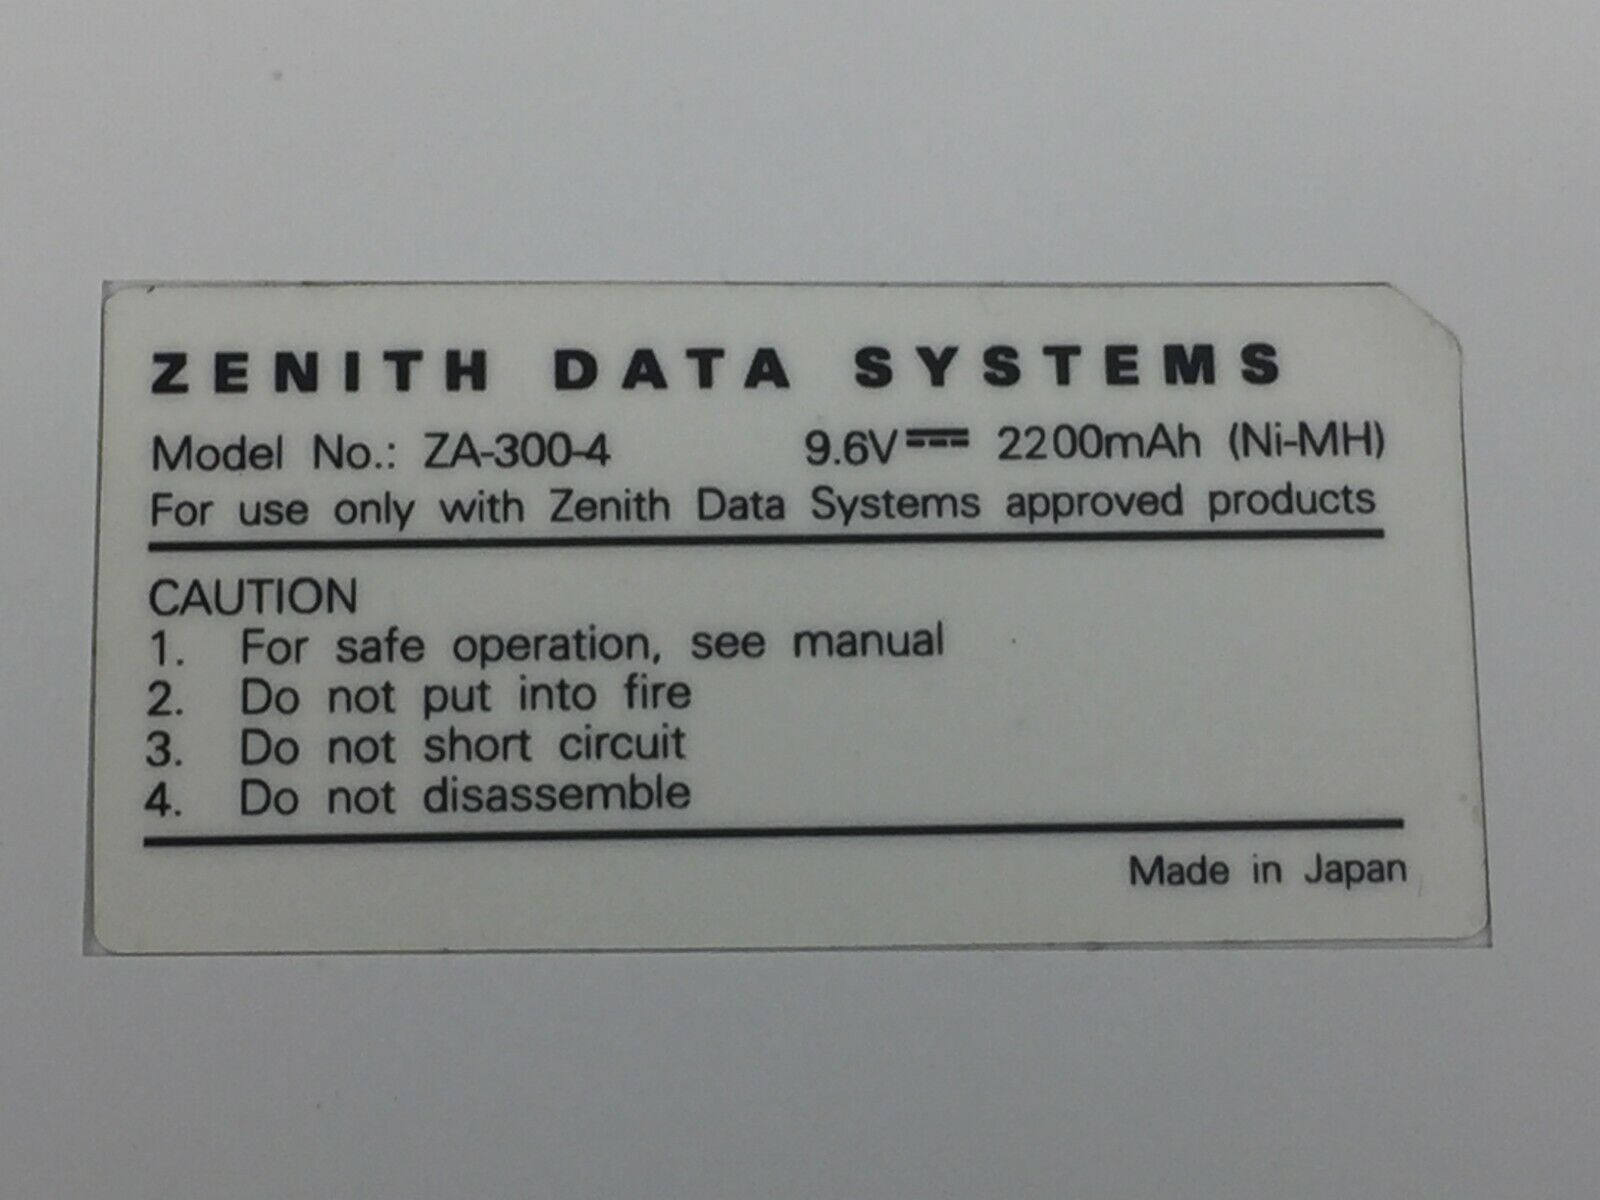 ZENITH DATA SYSTEMS
Model No.: ZA-300-4 9.6V⎓ 2200mAh (Ni-MH)
For use only with Zenith Data Systems approved products
CAUTION
1. For safe operation, see manual
2. Do not put into fire
3. Do not short circuit
4. Do not disassemble
Made in Japan